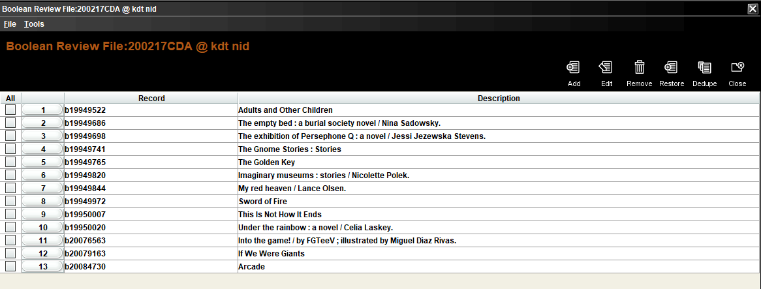 Boolean Review File:200217CDA @ kdt nid
File Tools
Boolean Review File:200217CDA @ kdt nid
Add Edit Remove Restore Dedupe Close
All Record Description
1 b19949522 Adults and Other Children
2 b19949686 The empty bed : a burial society novel / Nina Sadowsky.
3 b19949698 The exhibition of Persephone Q : a novel / Jessi Jezewska Stevens.
4 b19949741 The Gnome Stories : Stories
5 b19949765 The Golden Key
6 b19949820 Imaginary museums : stories / Nicolette Polek.
7 b19949844 My red heaven / Lance Olsen.
8 b19949972 Sword of Fire
9 b19950007 This Is Not How It Ends
10 b19950020 Under the rainbow : a novel / Celia Laskey.
11 b20076563 Into the game! / by FGTeeV ; illustrated by Miguel Diaz Rivas.
12 b20079163 If We Were Giants
13 b20084730 Arcade